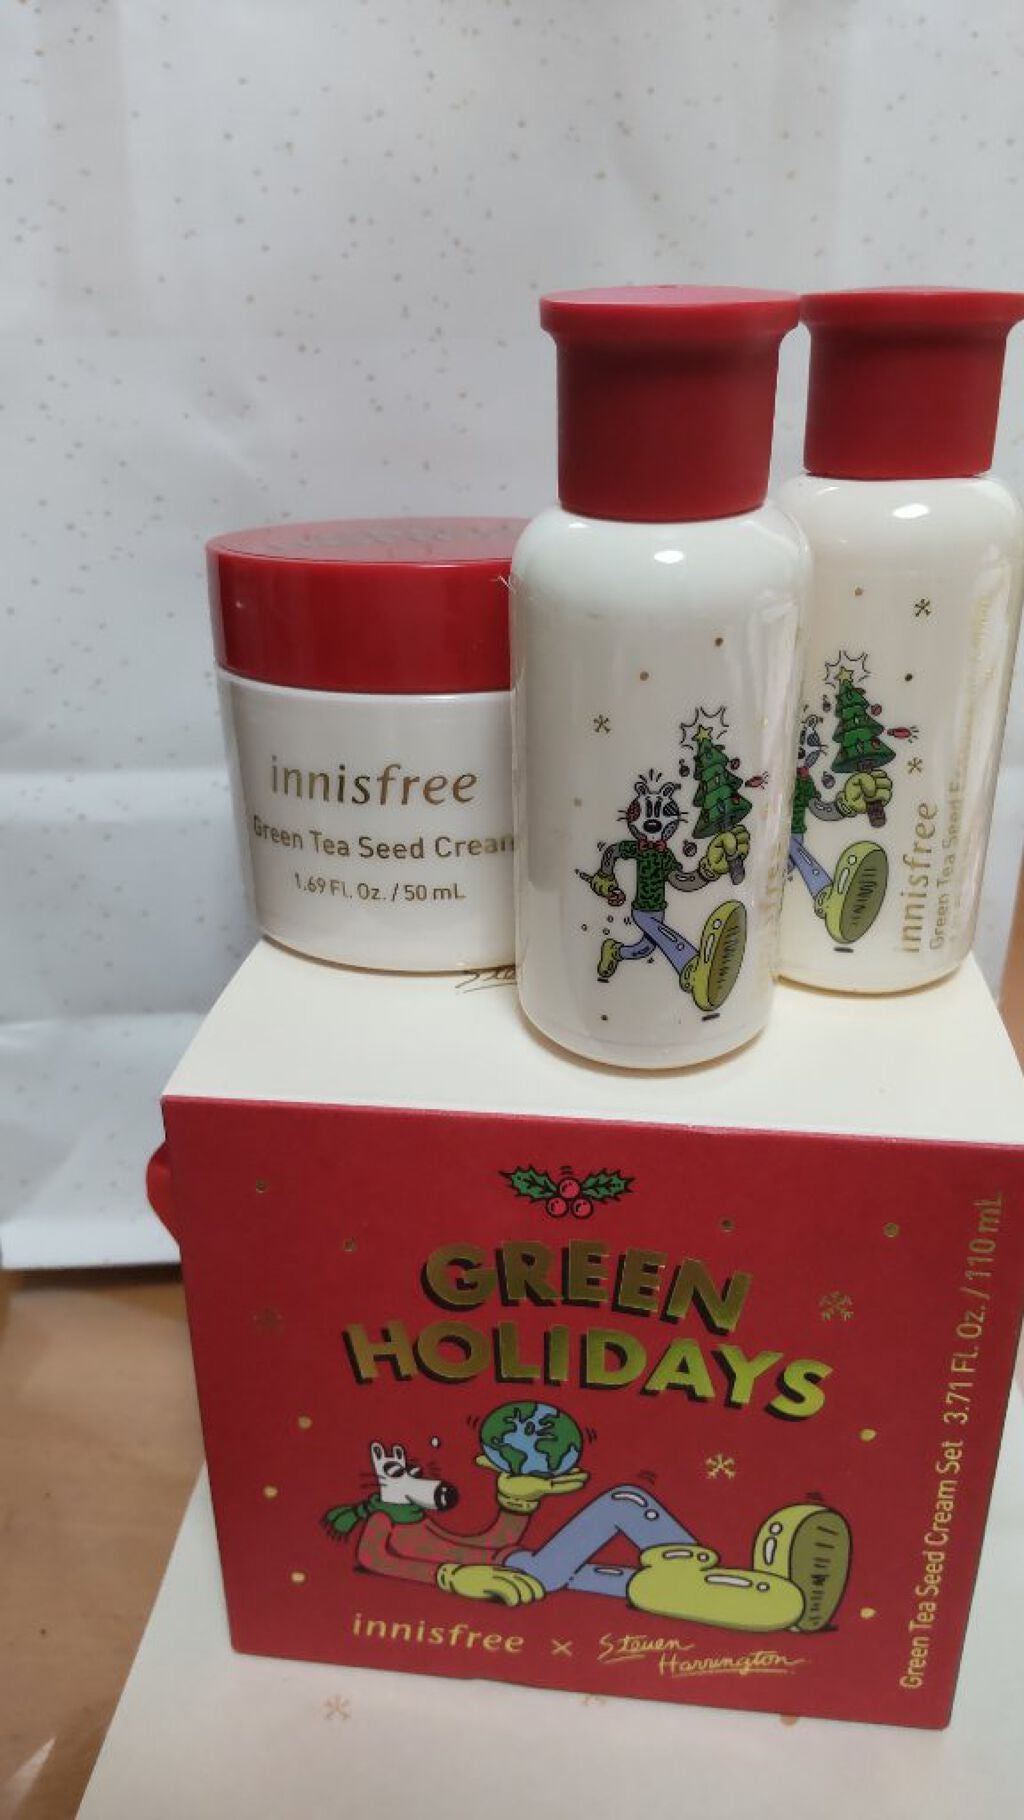 innisfree
Green Tea Seed Cream
1.69 FL. Oz. / 50 mL
innisfree
Green Tea Seed
GREEN
HOLIDAYS
innisfree × Steven
Harrington
Green Tea Seed Cream Set 3.71 FL. Oz. / 110 mL